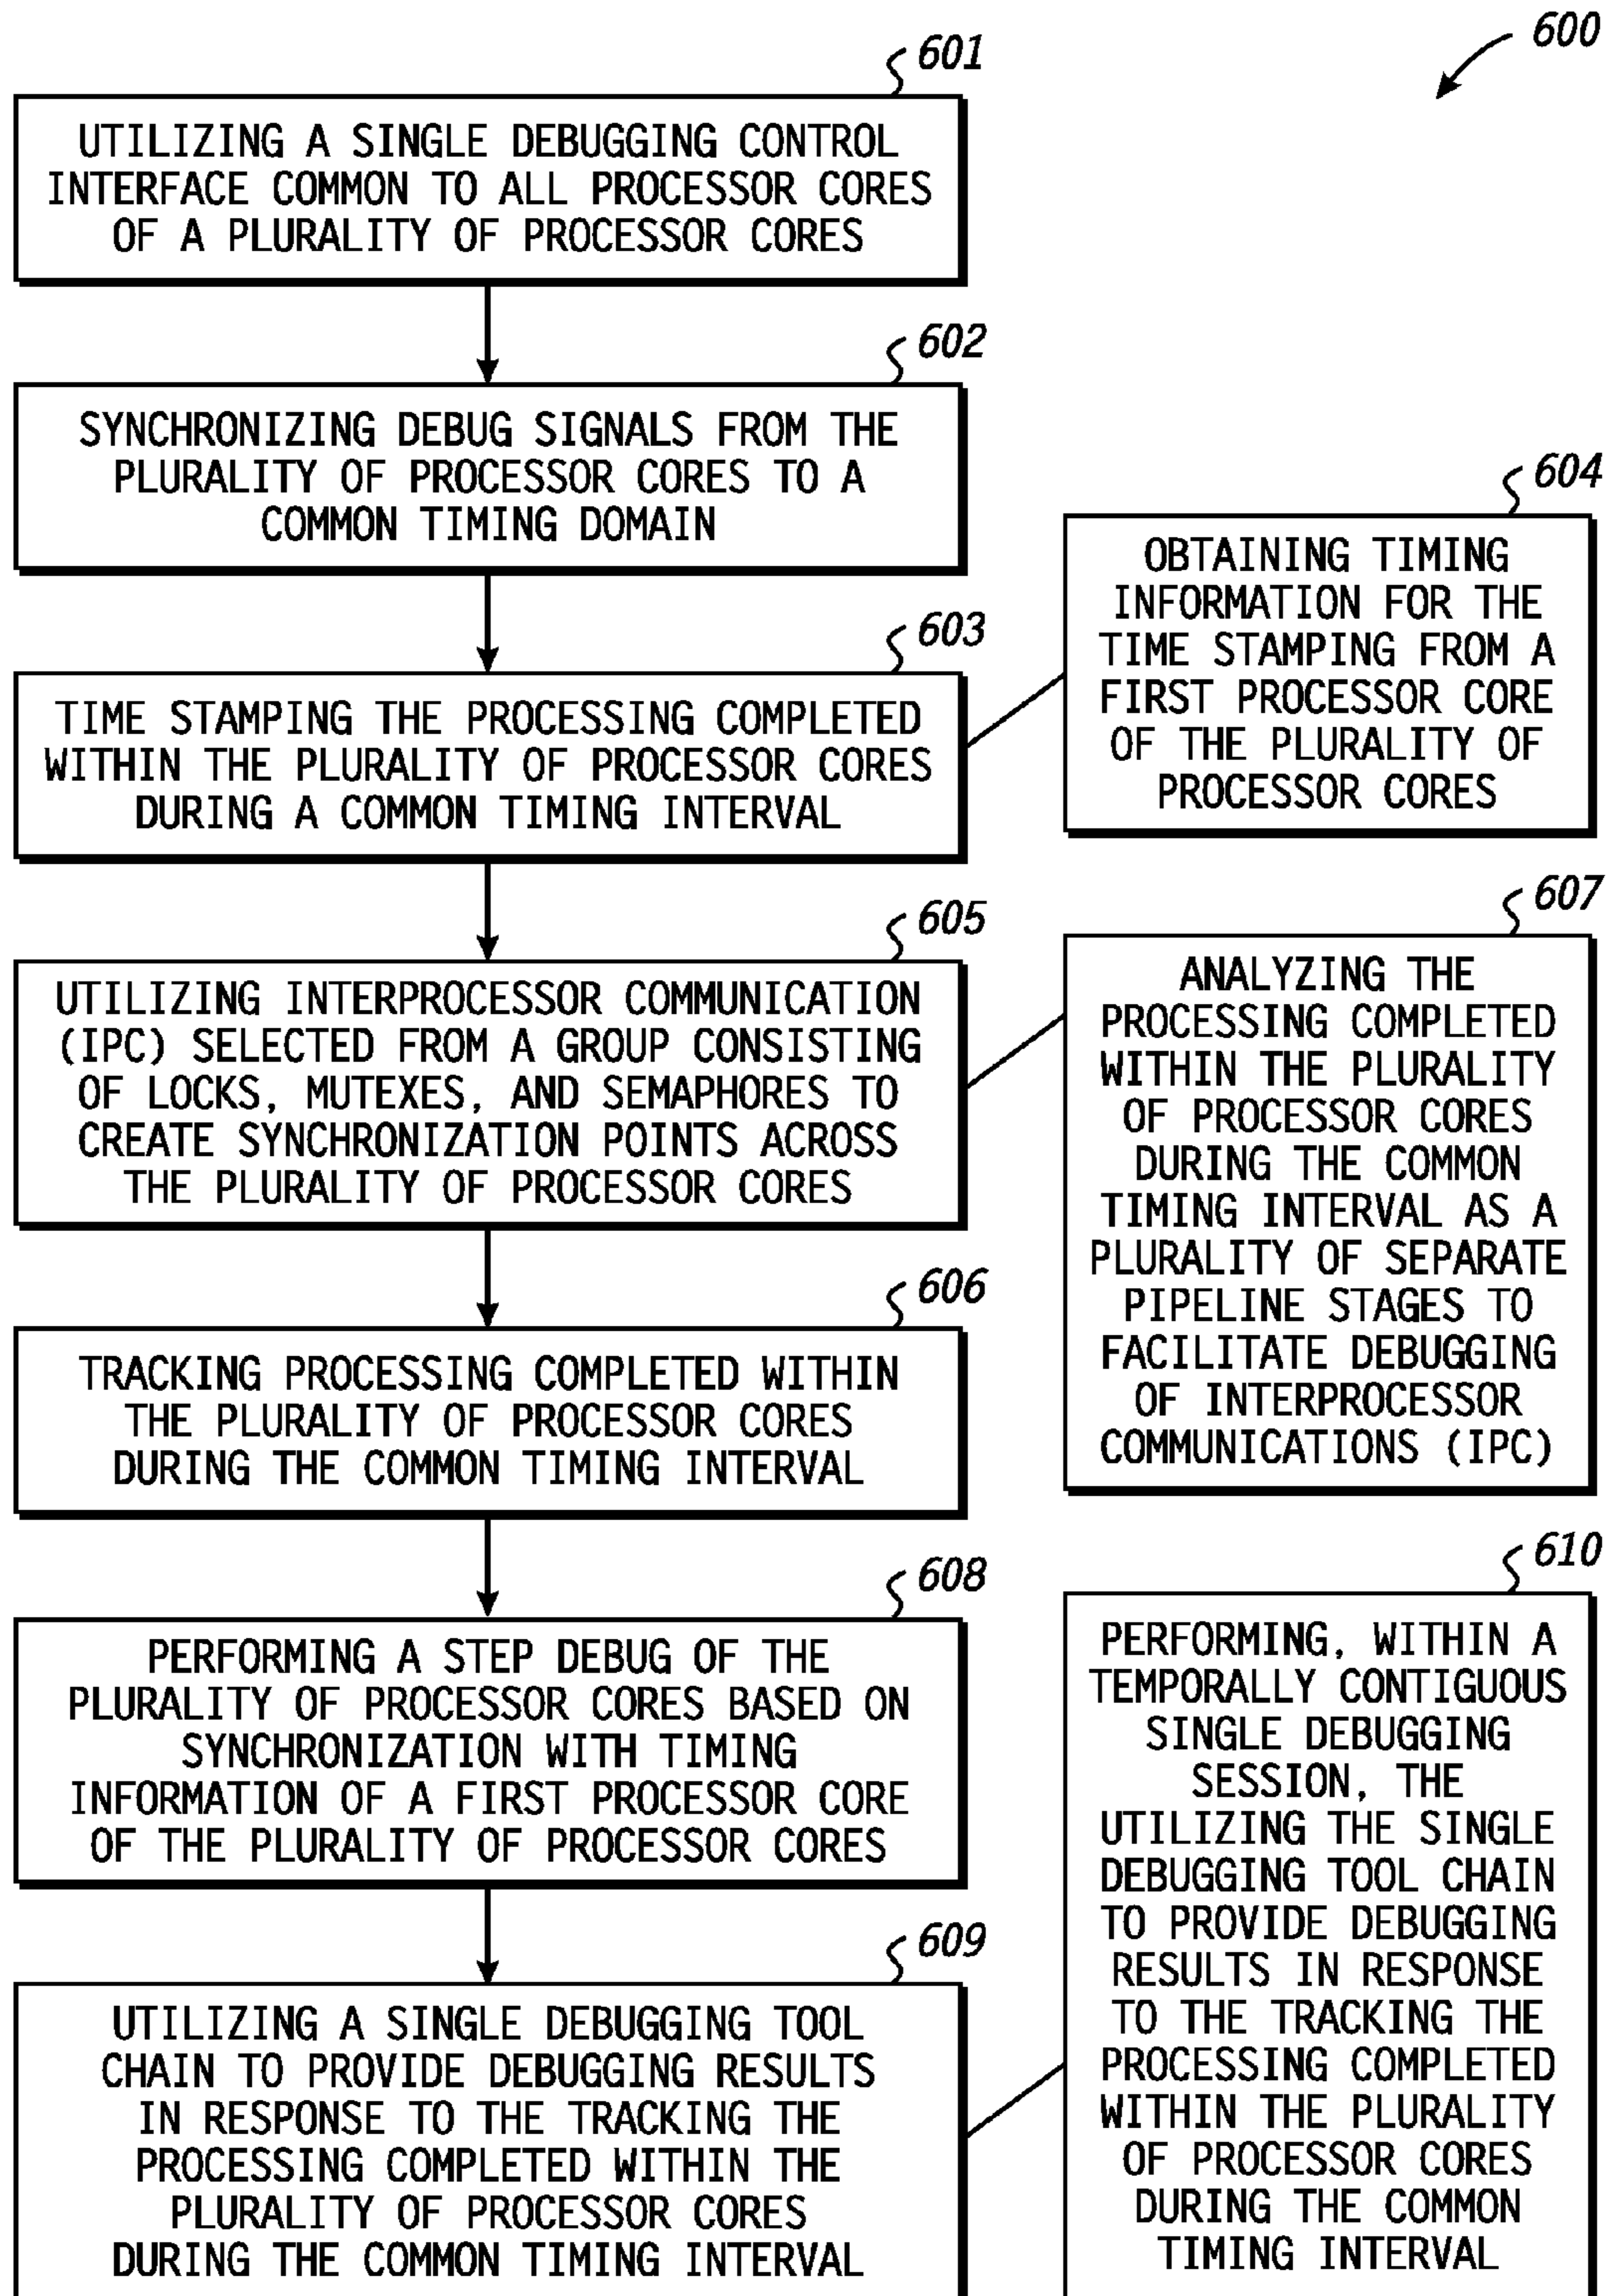 600
601
UTILIZING A SINGLE DEBUGGING CONTROL
INTERFACE COMMON TO ALL PROCESSOR CORES
OF A PLURALITY OF PROCESSOR CORES
602
SYNCHRONIZING DEBUG SIGNALS FROM THE
PLURALITY OF PROCESSOR CORES TO A
COMMON TIMING DOMAIN
603
TIME STAMPING THE PROCESSING COMPLETED
WITHIN THE PLURALITY OF PROCESSOR CORES
DURING A COMMON TIMING INTERVAL
604
OBTAINING TIMING
INFORMATION FOR THE
TIME STAMPING FROM A
FIRST PROCESSOR CORE
OF THE PLURALITY OF
PROCESSOR CORES
605
UTILIZING INTERPROCESSOR COMMUNICATION
(IPC) SELECTED FROM A GROUP CONSISTING
OF LOCKS, MUTEXES, AND SEMAPHORES TO
CREATE SYNCHRONIZATION POINTS ACROSS
THE PLURALITY OF PROCESSOR CORES
606
TRACKING PROCESSING COMPLETED WITHIN
THE PLURALITY OF PROCESSOR CORES
DURING THE COMMON TIMING INTERVAL
607
ANALYZING THE
PROCESSING COMPLETED
WITHIN THE PLURALITY
OF PROCESSOR CORES
DURING THE COMMON
TIMING INTERVAL AS A
PLURALITY OF SEPARATE
PIPELINE STAGES TO
FACILITATE DEBUGGING
OF INTERPROCESSOR
COMMUNICATIONS (IPC)
608
PERFORMING A STEP DEBUG OF THE
PLURALITY OF PROCESSOR CORES BASED ON
SYNCHRONIZATION WITH TIMING
INFORMATION OF A FIRST PROCESSOR CORE
OF THE PLURALITY OF PROCESSOR CORES
609
UTILIZING A SINGLE DEBUGGING TOOL
CHAIN TO PROVIDE DEBUGGING RESULTS
IN RESPONSE TO THE TRACKING THE
PROCESSING COMPLETED WITHIN THE
PLURALITY OF PROCESSOR CORES
DURING THE COMMON TIMING INTERVAL
610
PERFORMING, WITHIN A
TEMPORALLY CONTIGUOUS
SINGLE DEBUGGING
SESSION, THE
UTILIZING THE SINGLE
DEBUGGING TOOL CHAIN
TO PROVIDE DEBUGGING
RESULTS IN RESPONSE
TO THE TRACKING THE
PROCESSING COMPLETED
WITHIN THE PLURALITY
OF PROCESSOR CORES
DURING THE COMMON
TIMING INTERVAL